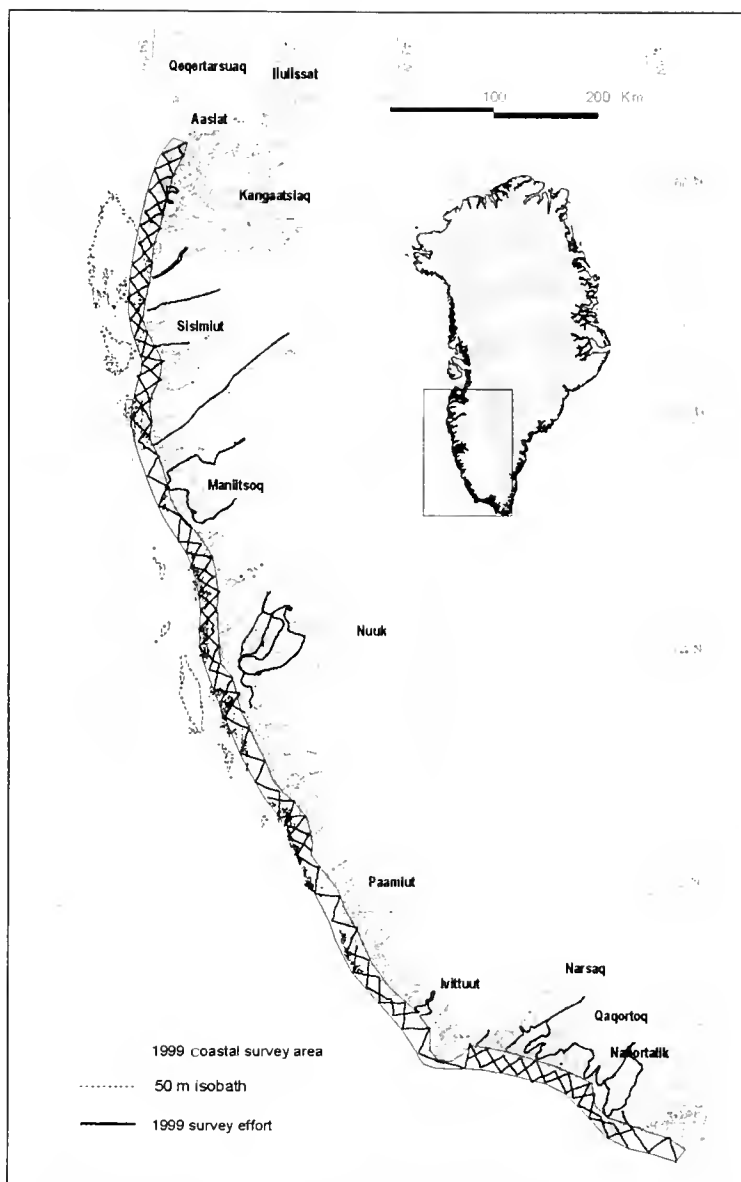 Qeqertarsuaq
Ilulissat
100
200 Km
Aasiat
Kangaatsiaq
Sisimiut
Maniitsoq
Nuuk
Paamiut
Ivittuut
Narsaq
Qaqortoq
Nanortalik
1999 coastal survey area
50 m isobath
1999 survey effort